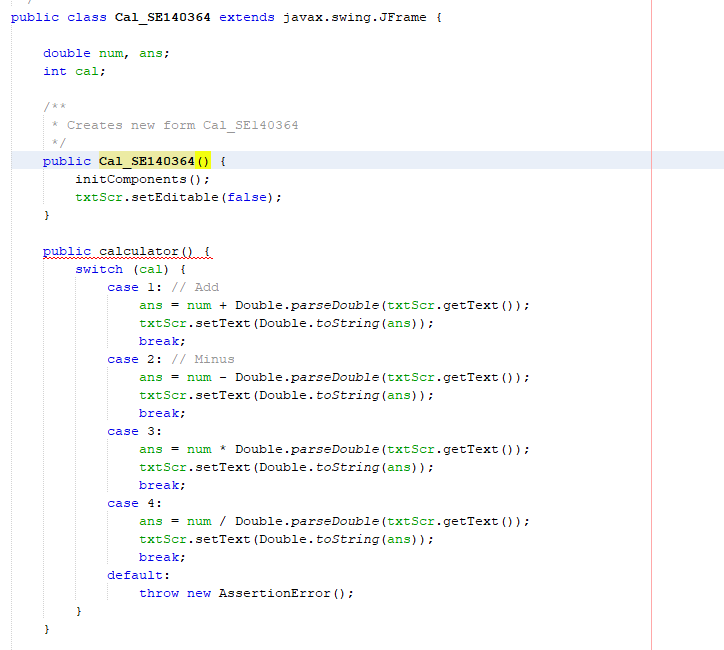 public class Cal_SE140364 extends javax.swing.JFrame {
double num, ans;
int cal;
/**
* Creates new form Cal_SE140364
*/
public Cal_SE140364() {
initComponents();
txtScr.setEditable(false);
}
public calculator() {
switch (cal) {
case 1: // Add
ans = num + Double.parseDouble(txtScr.getText());
txtScr.setText(Double.toString(ans));
break;
case 2: // Minus
ans = num - Double.parseDouble(txtScr.getText());
txtScr.setText(Double.toString(ans));
break;
case 3:
ans = num * Double.parseDouble(txtScr.getText());
txtScr.setText(Double.toString(ans));
break;
case 4:
ans = num / Double.parseDouble(txtScr.getText());
txtScr.setText(Double.toString(ans));
break;
default:
throw new AssertionError();
}
}